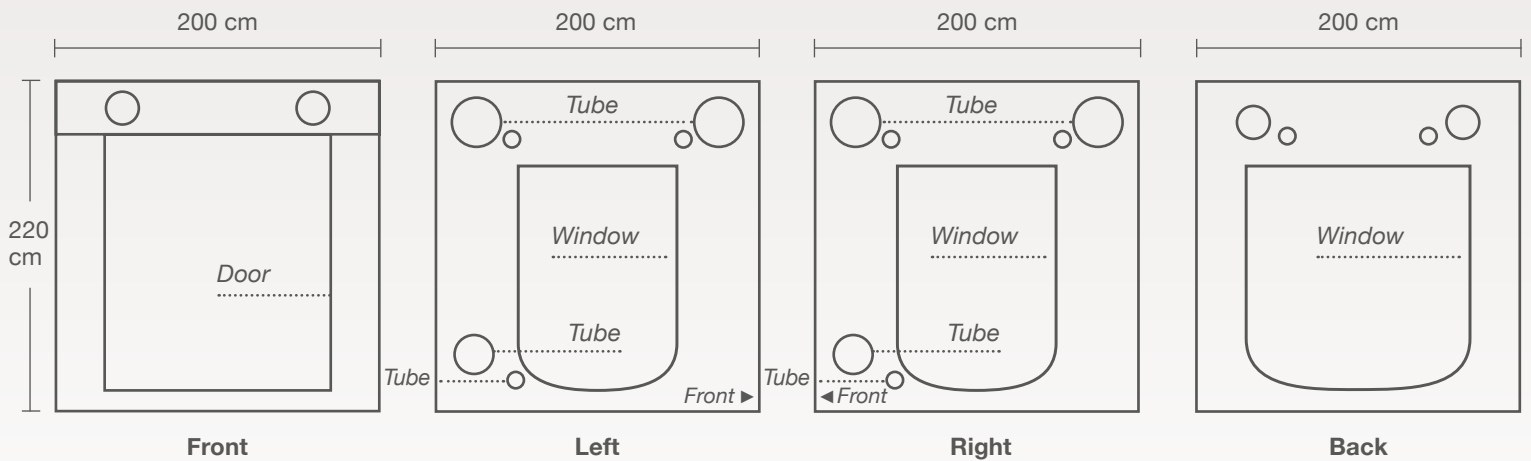 200 cm
200 cm
200 cm
200 cm
220
cm
Door
Front
Tube
Window
Tube
Tube
Front ►
Left
Tube
Window
Tube
Tube
◄Front
Right
Window
Back